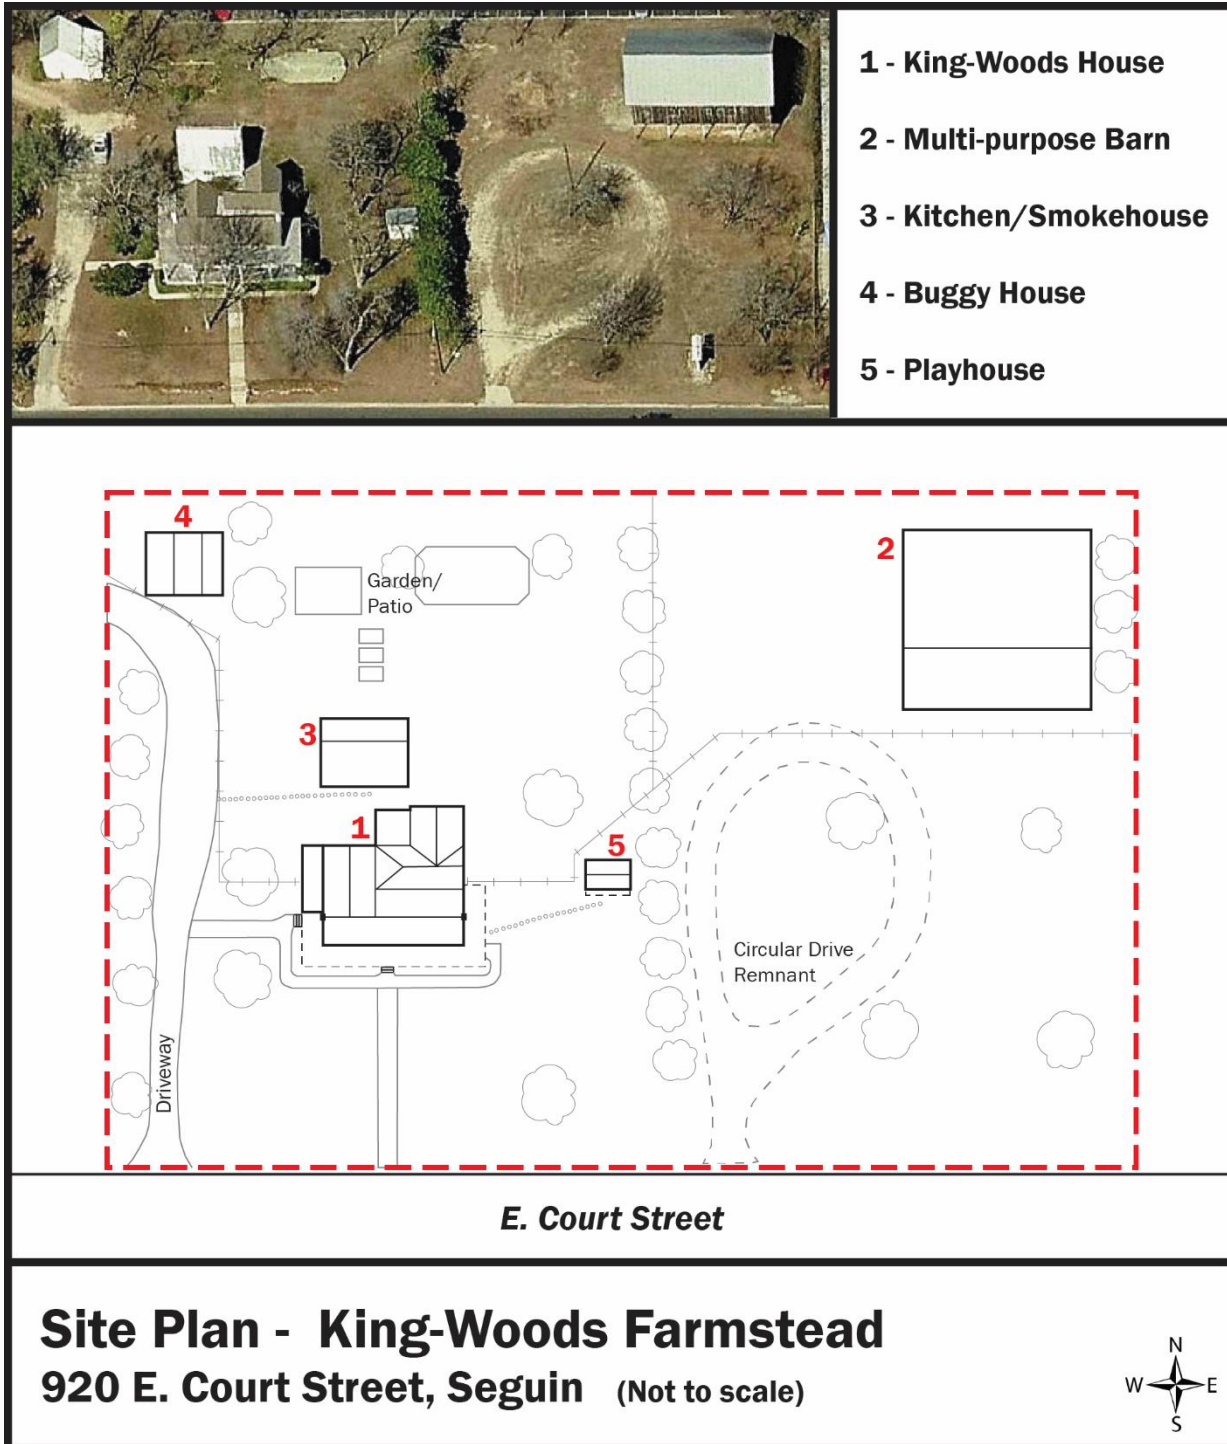 1 - King-Woods House
2 - Multi-purpose Barn
3 - Kitchen/Smokehouse
4 - Buggy House
5 - Playhouse
4
2
Garden/
Patio
3
1
5
Circular Drive
Remnant
Driveway
E. Court Street
Site Plan - King-Woods Farmstead
920 E. Court Street, Seguin (Not to scale)
N
W E
S